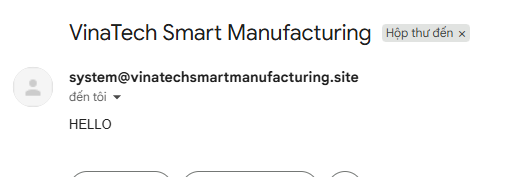 VinaTech Smart Manufacturing Hộp thư đến ×
system@vinatechsmartmanufacturing.site
đến tôi
HELLO